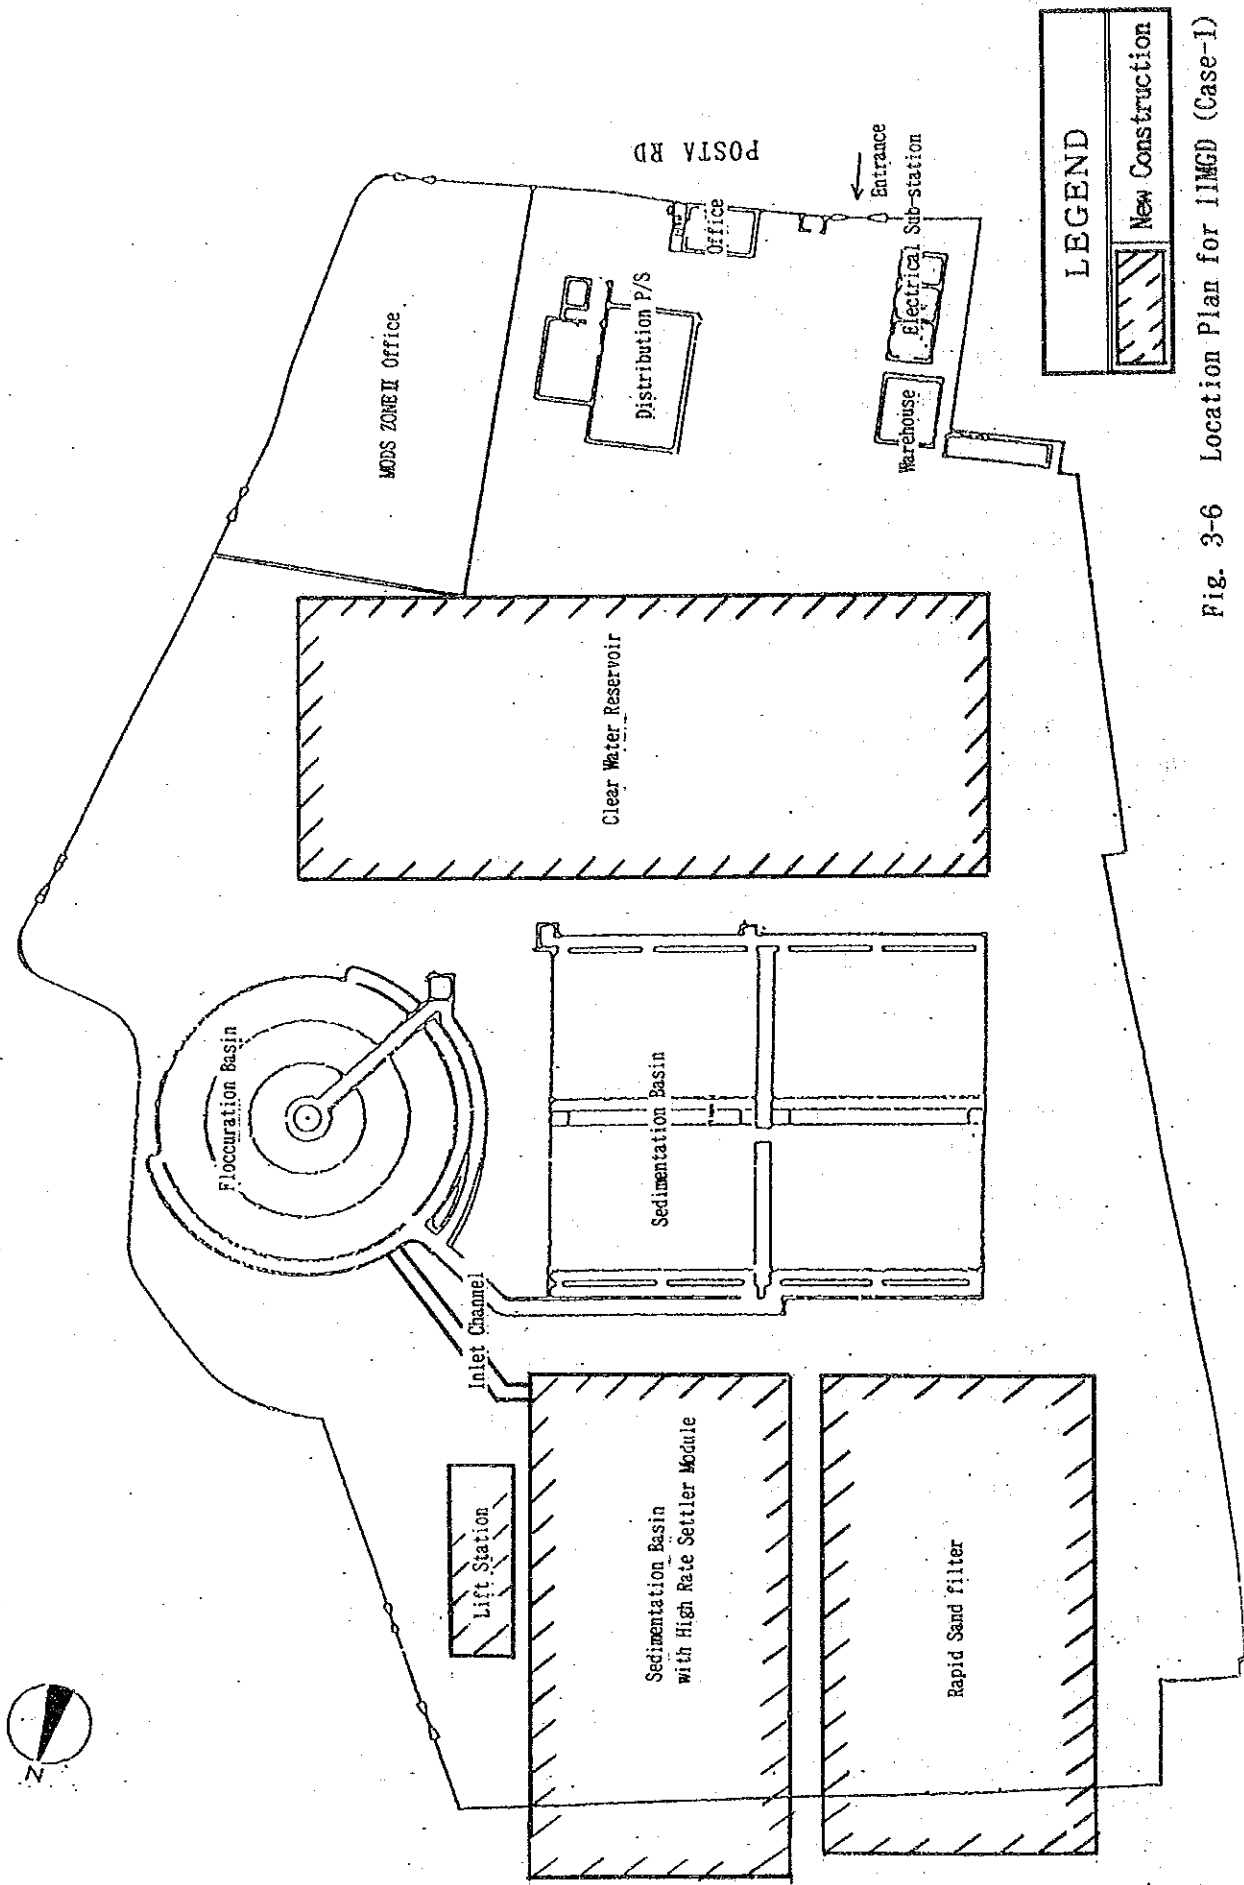 N
Lift Station
Inlet Channel
Floccuration Basin
MODS ZONE II Office
Sedimentation Basin
with High Rate Settler Module
Sedimentation Basin
Clear Water Reservoir
Distribution P/S
Office
POSTA RD
Rapid Sand filter
Warehouse
Electrical Sub-station
Entrance
LEGEND
New Construction
Fig. 3-6 Location Plan for 11MGD (Case-1)